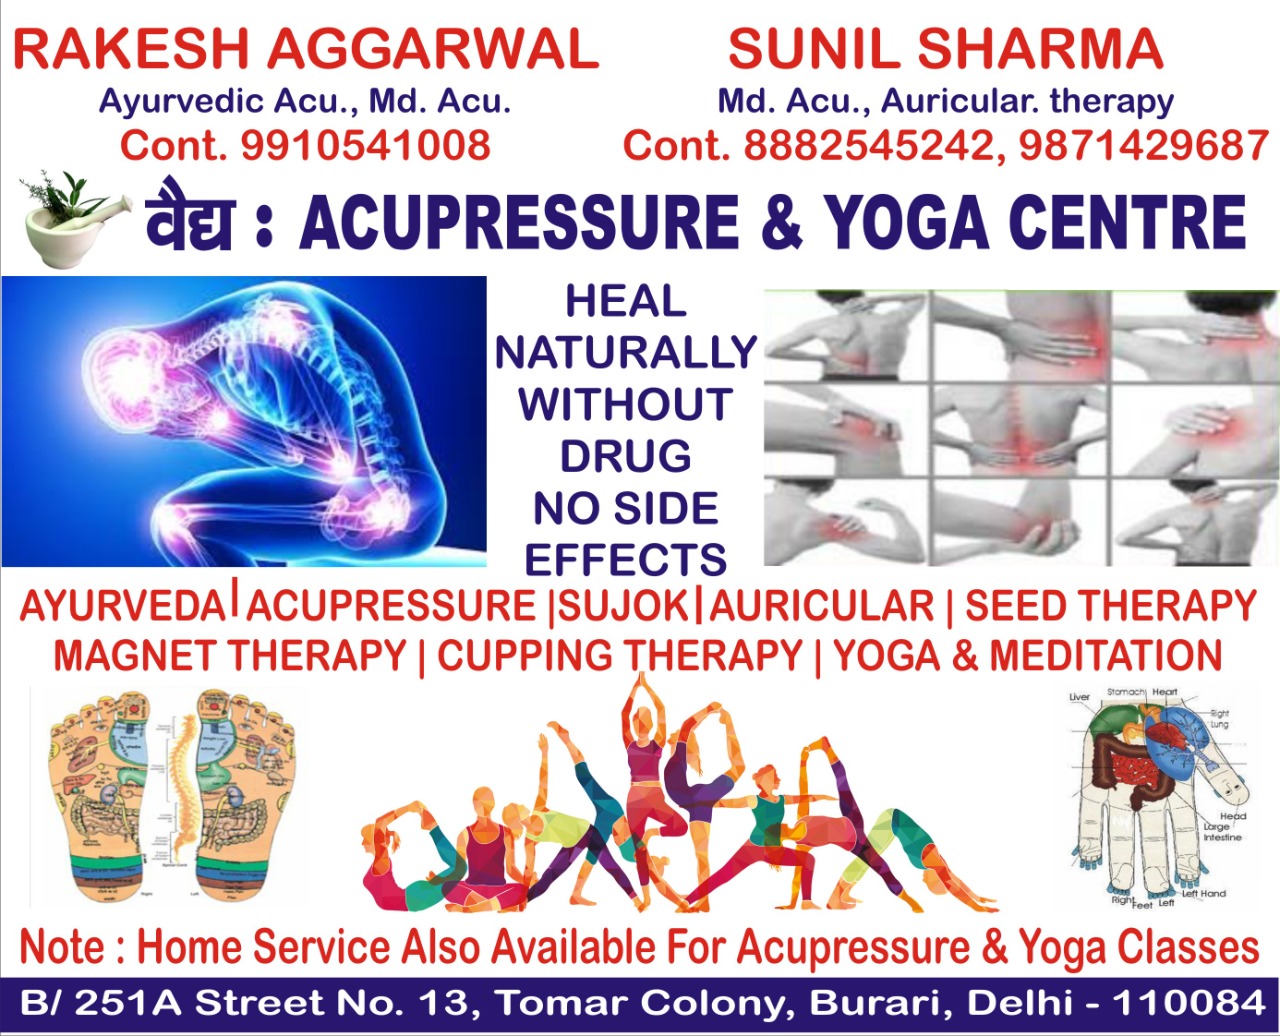 RAKESH AGGARWAL
Ayurvedic Acu., Md. Acu.
Cont. 9910541008
SUNIL SHARMA
Md. Acu., Auricular. therapy
Cont. 8882545242, 9871429687
वैद्य : ACUPRESSURE & YOGA CENTRE
HEAL
NATURALLY
WITHOUT
DRUG
NO SIDE
EFFECTS
AYURVEDA | ACUPRESSURE | SUJOK | AURICULAR | SEED THERAPY
MAGNET THERAPY | CUPPING THERAPY | YOGA & MEDITATION
Right
Left
Liver
Stomach
Heart
Right
Lung
Head
Large
Intestine
Left Hand
Right
Feet
Left
Note : Home Service Also Available For Acupressure & Yoga Classes
B/ 251A Street No. 13, Tomar Colony, Burari, Delhi - 110084